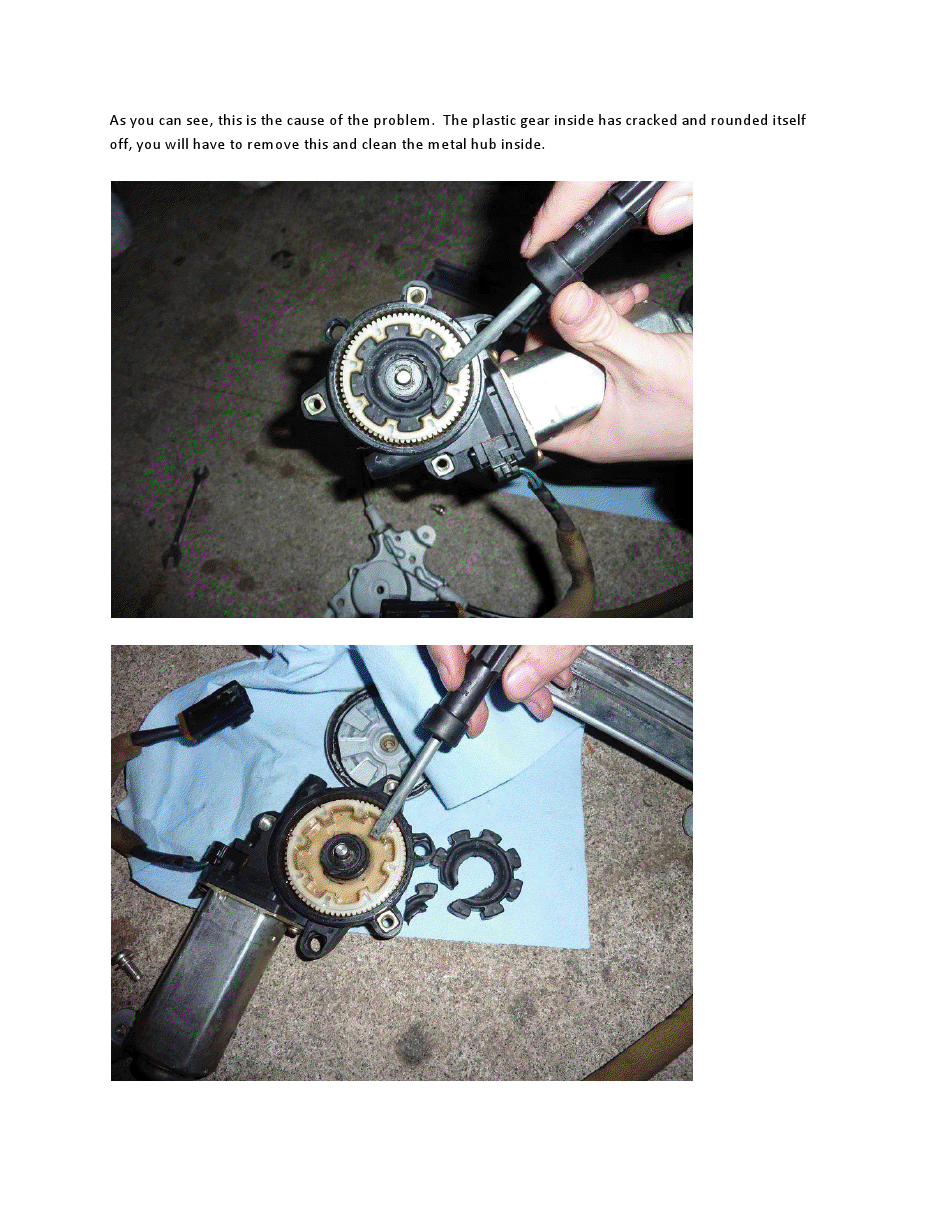 As you can see, this is the cause of the problem.  The plastic gear inside has cracked and rounded itself
off, you will have to remove this and clean the metal hub inside.